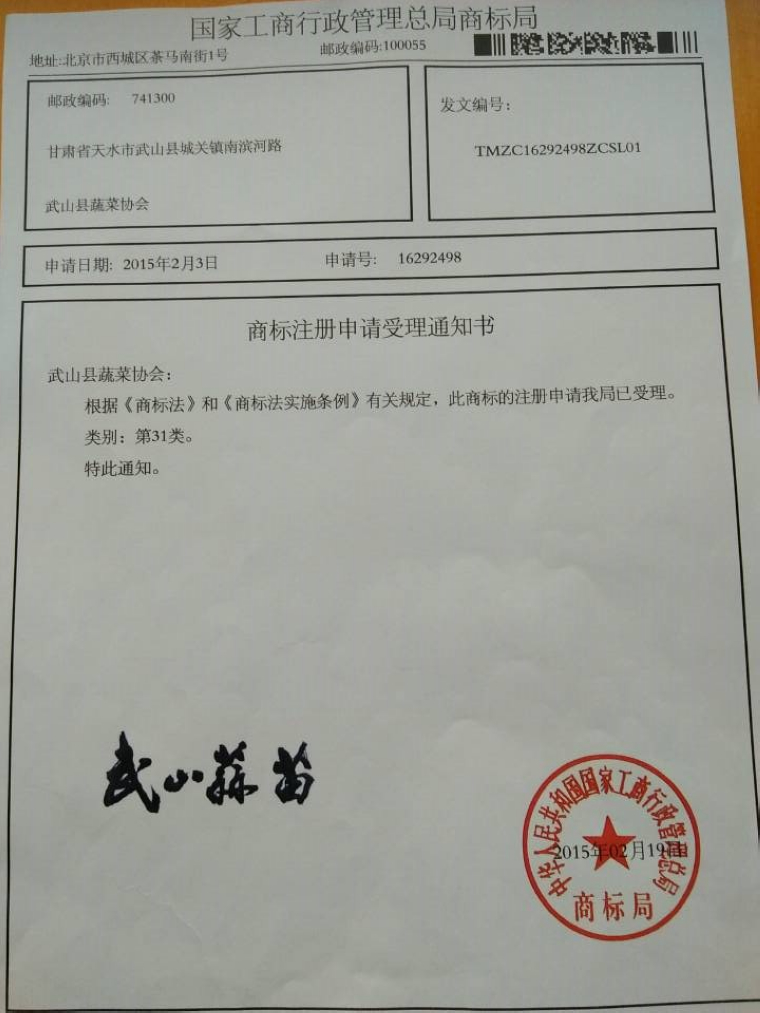 国家工商行政管理总局商标局
地址:北京市西城区茶马南街1号
邮政编码:100055
邮政编码: 741300
甘肃省天水市武山县城关镇南滨河路
武山县蔬菜协会
发文编号:
TMZC16292498ZCSL01
申请日期: 2015年2月3日
申请号: 16292498
商标注册申请受理通知书
武山县蔬菜协会:
根据《商标法》和《商标法实施条例》有关规定，此商标的注册申请我局已受理。
类别: 第31类。
特此通知。
武山蒜苗
中华人民共和国国家工商行政管理总局
2015年02月19日
商标局